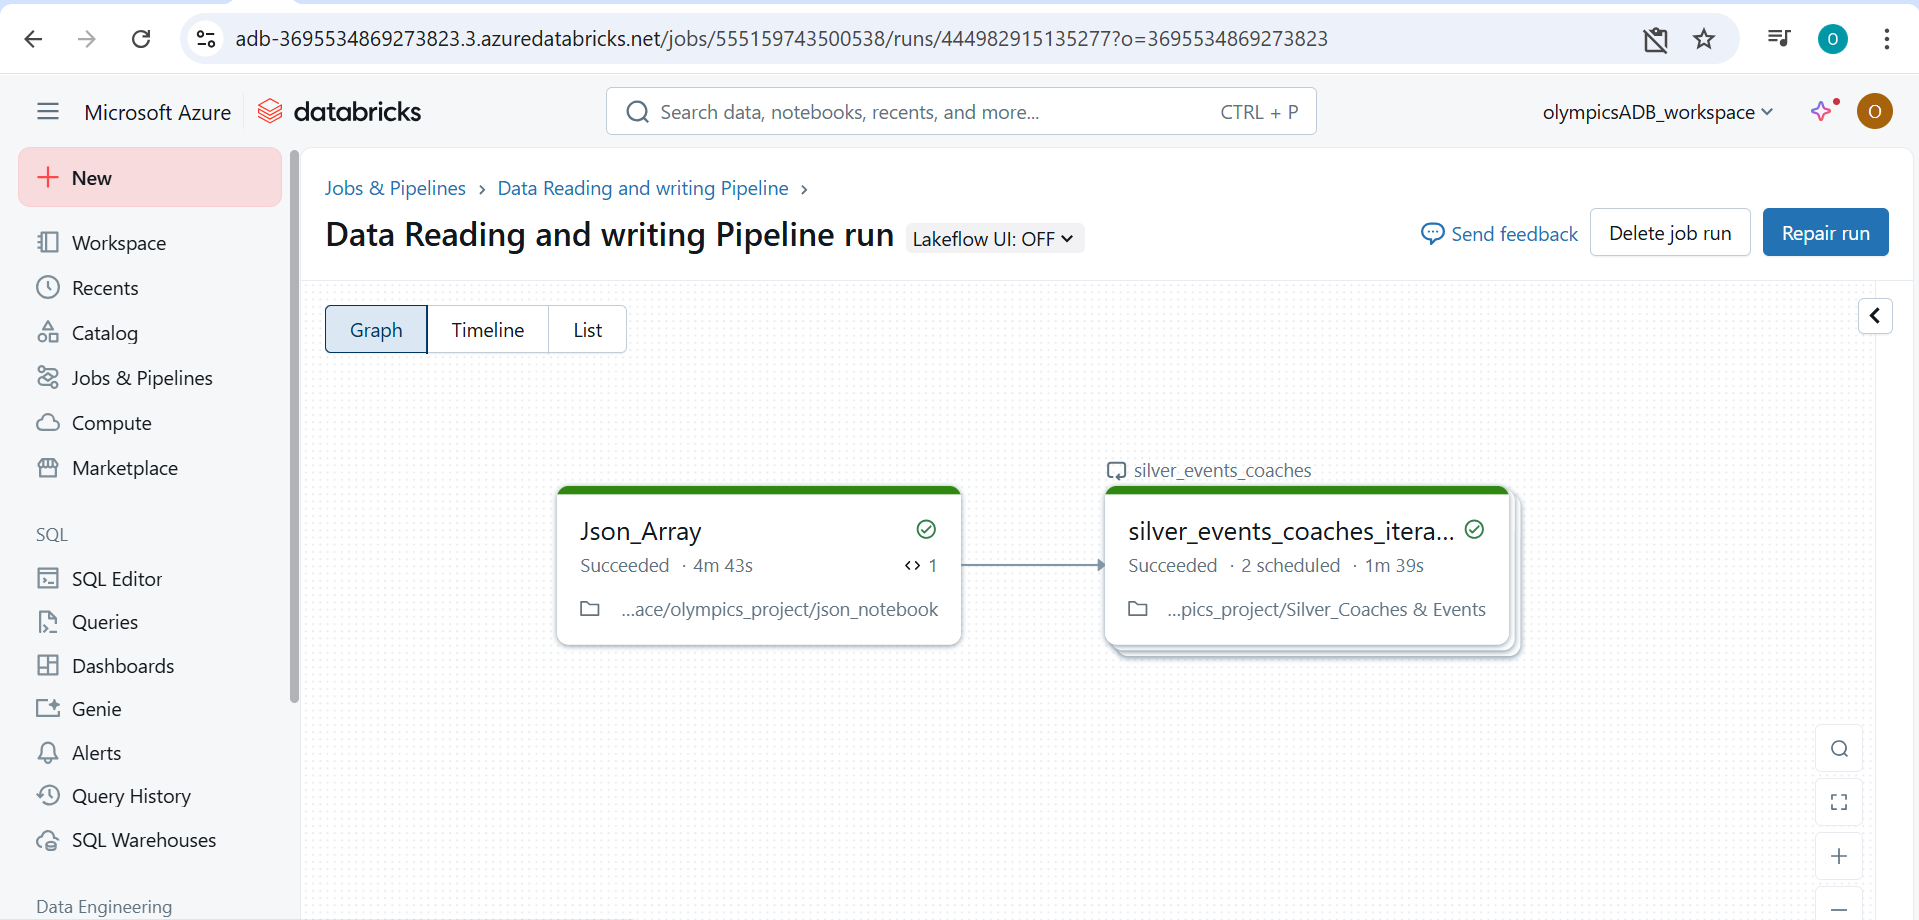 adb-3695534869273823.3.azuredatabricks.net/jobs/555159743500538/runs/444982915135277?o=3695534869273823
O
Microsoft Azure
databricks
Search data, notebooks, recents, and more...
CTRL + P
olympicsADB_workspace
O
New
Workspace
Recents
Catalog
Jobs & Pipelines
Compute
Marketplace
SQL
SQL Editor
Queries
Dashboards
Genie
Alerts
Query History
SQL Warehouses
Data Engineering
Jobs & Pipelines › Data Reading and writing Pipeline ›
Data Reading and writing Pipeline run
Lakeflow UI: OFF
Send feedback
Delete job run
Repair run
Graph
Timeline
List
Json_Array
Succeeded · 4m 43s
<> 1
...ace/olympics_project/json_notebook
silver_events_coaches
silver_events_coaches_itera...
Succeeded · 2 scheduled · 1m 39s
...pics_project/Silver_Coaches & Events